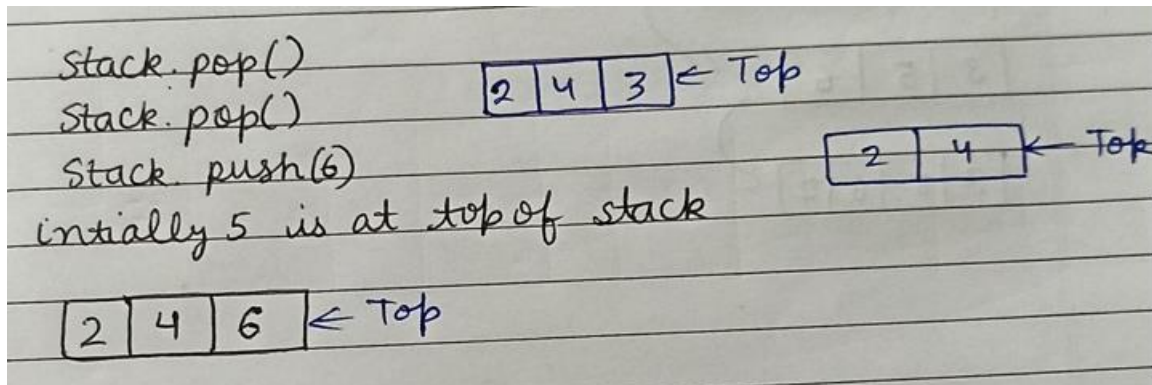 Stack.pop()
2 4 3 ← Top
Stack.pop()
Stack. push(6)
2 4 ← Top
intially 5 is at top of stack
2 4 6 ← Top